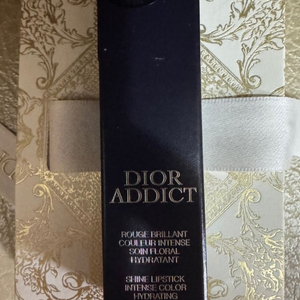 DIOR
ADDICT
ROUGE BRILLANT
COULEUR INTENSE
SOIN FLORAL
HYDRATANT
SHINE LIPSTICK
INTENSE COLOR
HYDRATING